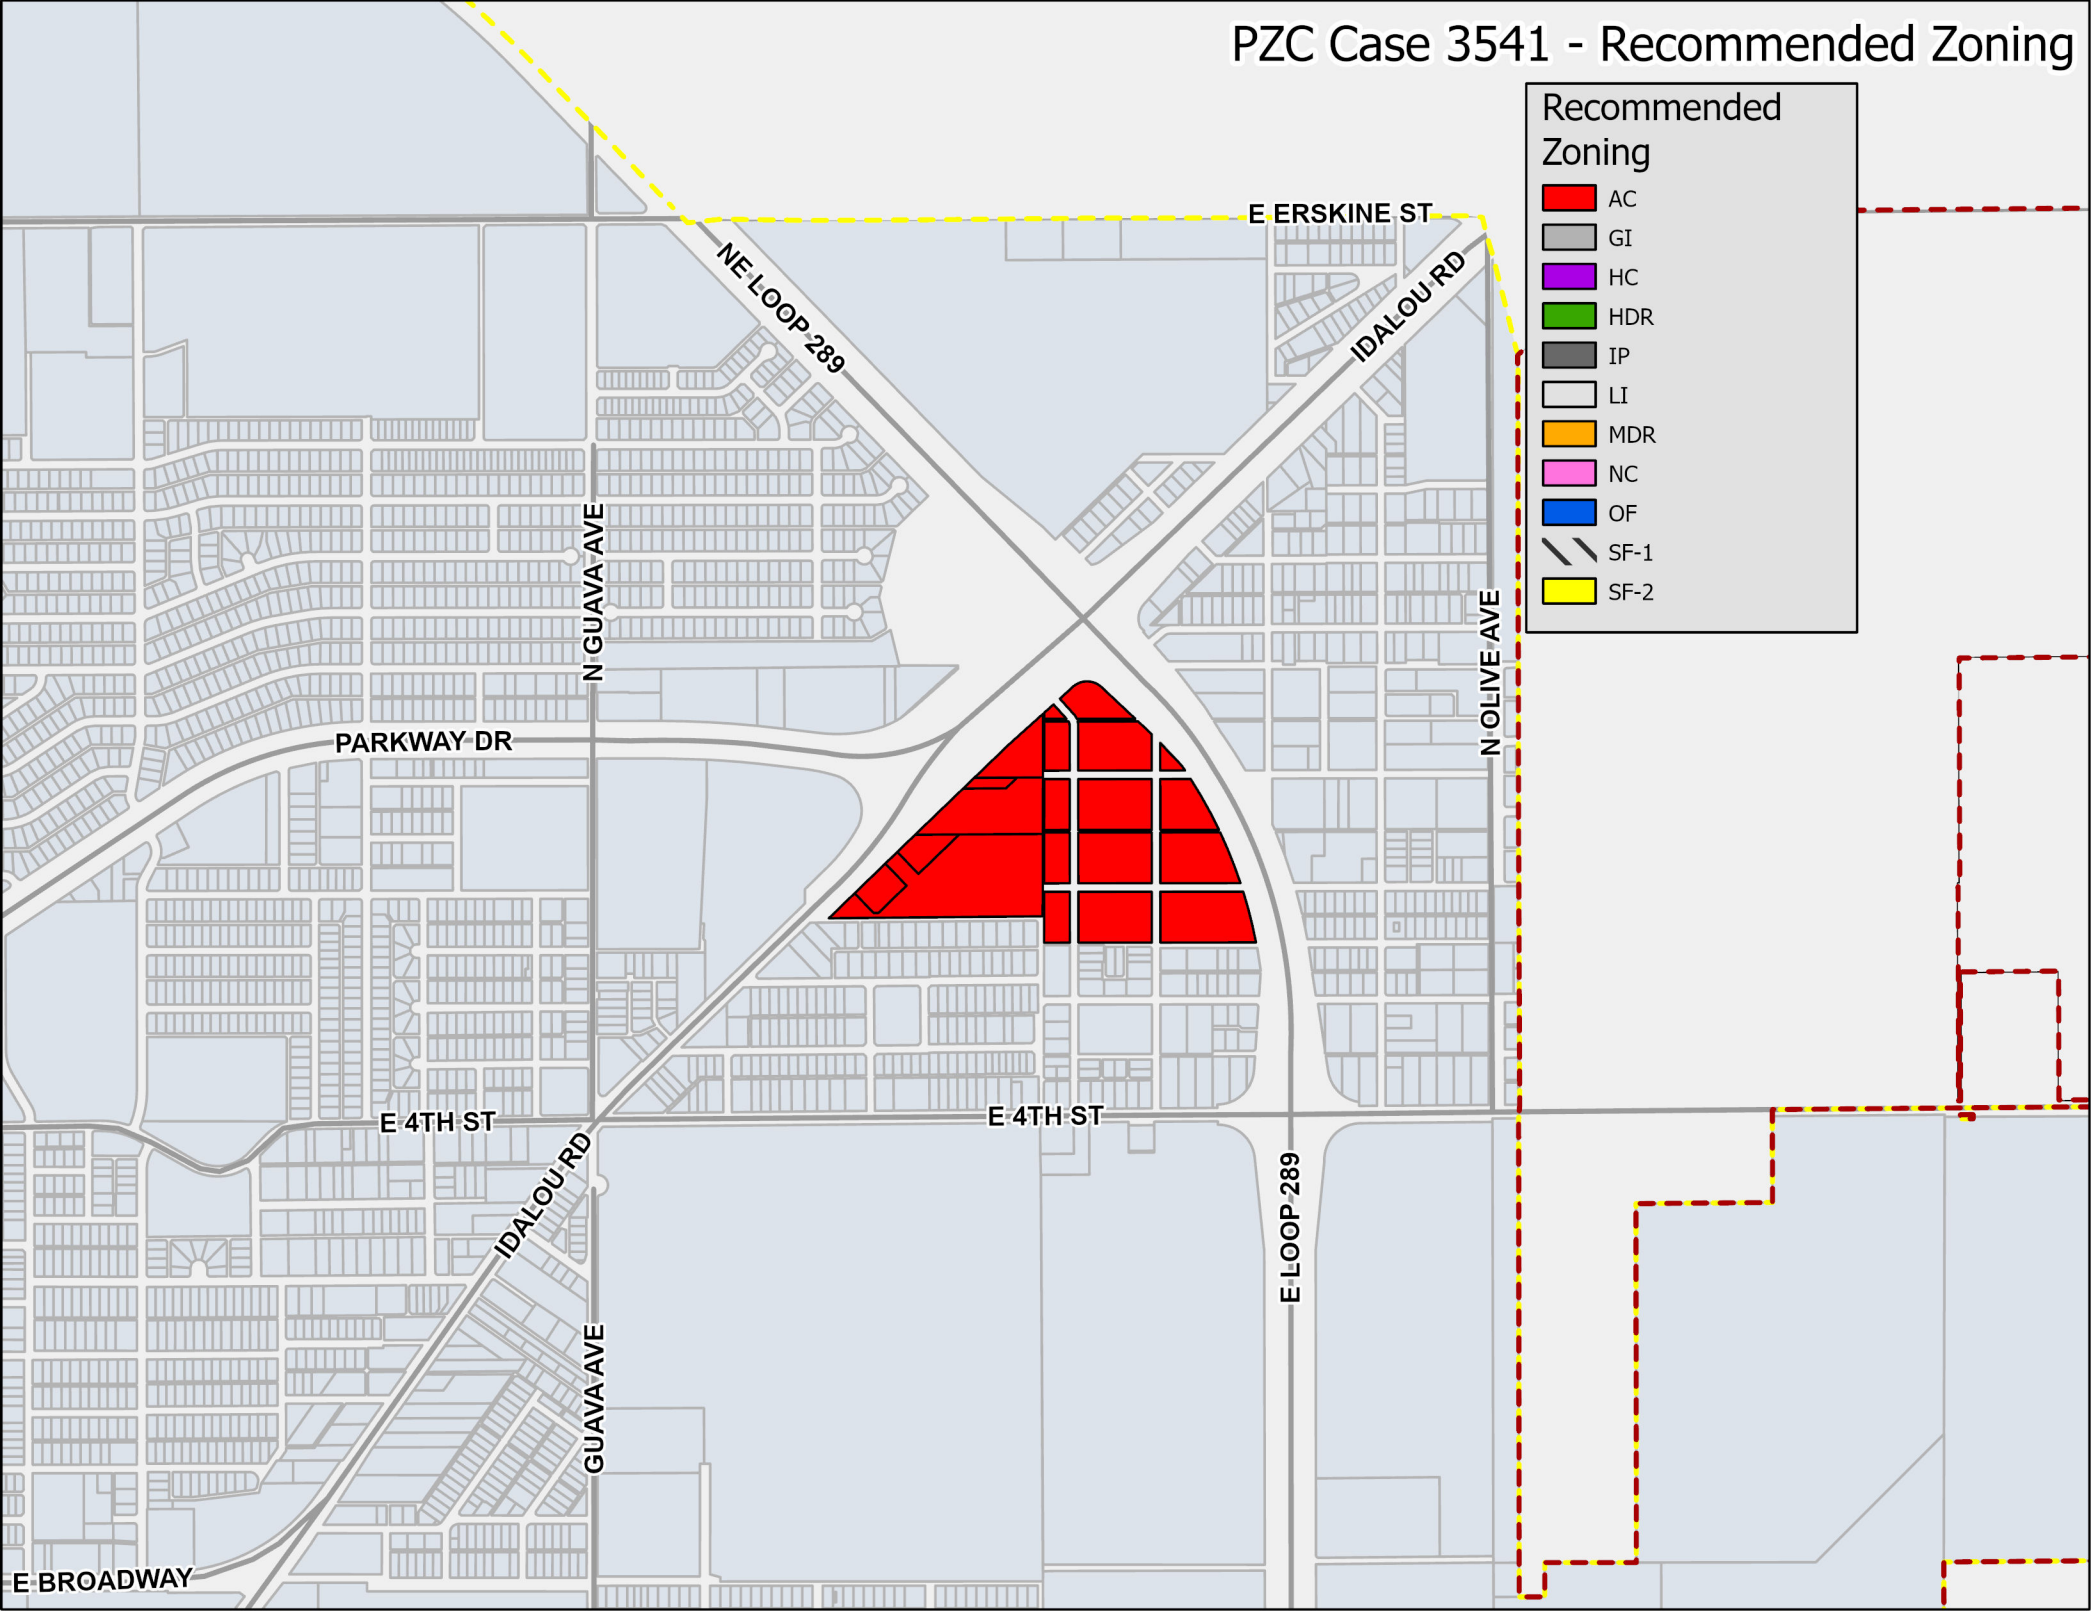 PZC Case 3541 - Recommended Zoning
Recommended
Zoning
AC
GI
HC
HDR
IP
LI
MDR
NC
OF
SF-1
SF-2
E ERSKINE ST
NE LOOP 289
IDALOU RD
N GUAVA AVE
N OLIVE AVE
PARKWAY DR
E 4TH ST
E 4TH ST
IDALOU RD
E LOOP 289
GUAVA AVE
E BROADWAY